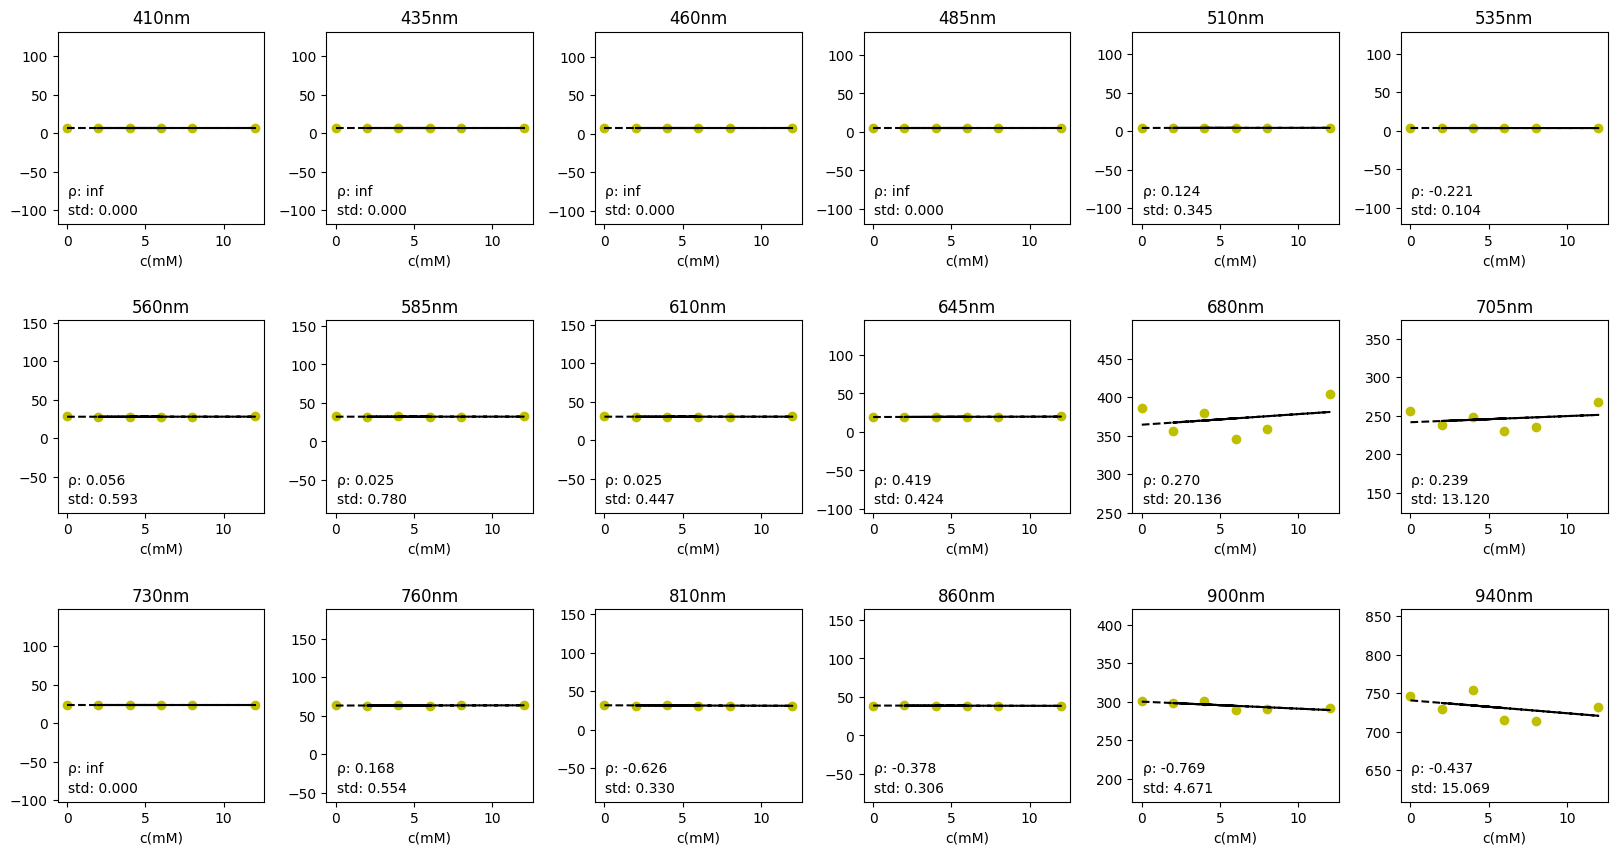 410nm 435nm 460nm 485nm 510nm 535nm
100 100 100 100 100 100
50 50 50 50 50 50
0 0 0 0 0 0
−50 −50 −50 −50 −50 −50
ρ: inf ρ: inf ρ: inf ρ: inf ρ: 0.124 ρ: -0.221
−100 std: 0.000 −100 std: 0.000 −100 std: 0.000 −100 std: 0.000 −100 std: 0.345 −100 std: 0.104
0 5 10 0 5 10 0 5 10 0 5 10 0 5 10 0 5 10
c(mM) c(mM) c(mM) c(mM) c(mM) c(mM)
560nm 585nm 610nm 645nm 680nm 705nm
150 150 150 100 450 350
100 100 100 50 400 300
50 50 50 0 350 250
0 0 0 −50 300 200
−50 −50 −50 −100 250 150
ρ: 0.056 ρ: 0.025 ρ: 0.025 ρ: 0.419 ρ: 0.270 ρ: 0.239
std: 0.593 std: 0.780 std: 0.447 std: 0.424 std: 20.136 std: 13.120
0 5 10 0 5 10 0 5 10 0 5 10 0 5 10 0 5 10
c(mM) c(mM) c(mM) c(mM) c(mM) c(mM)
730nm 760nm 810nm 860nm 900nm 940nm
100 150 150 150 400 850
50 100 100 100 350 800
0 50 50 50 300 750
−50 0 0 0 250 700
−100 −50 −50 −50 200 650
ρ: inf ρ: 0.168 ρ: -0.626 ρ: -0.378 ρ: -0.769 ρ: -0.437
std: 0.000 std: 0.554 std: 0.330 std: 0.306 std: 4.671 std: 15.069
0 5 10 0 5 10 0 5 10 0 5 10 0 5 10 0 5 10
c(mM) c(mM) c(mM) c(mM) c(mM) c(mM)